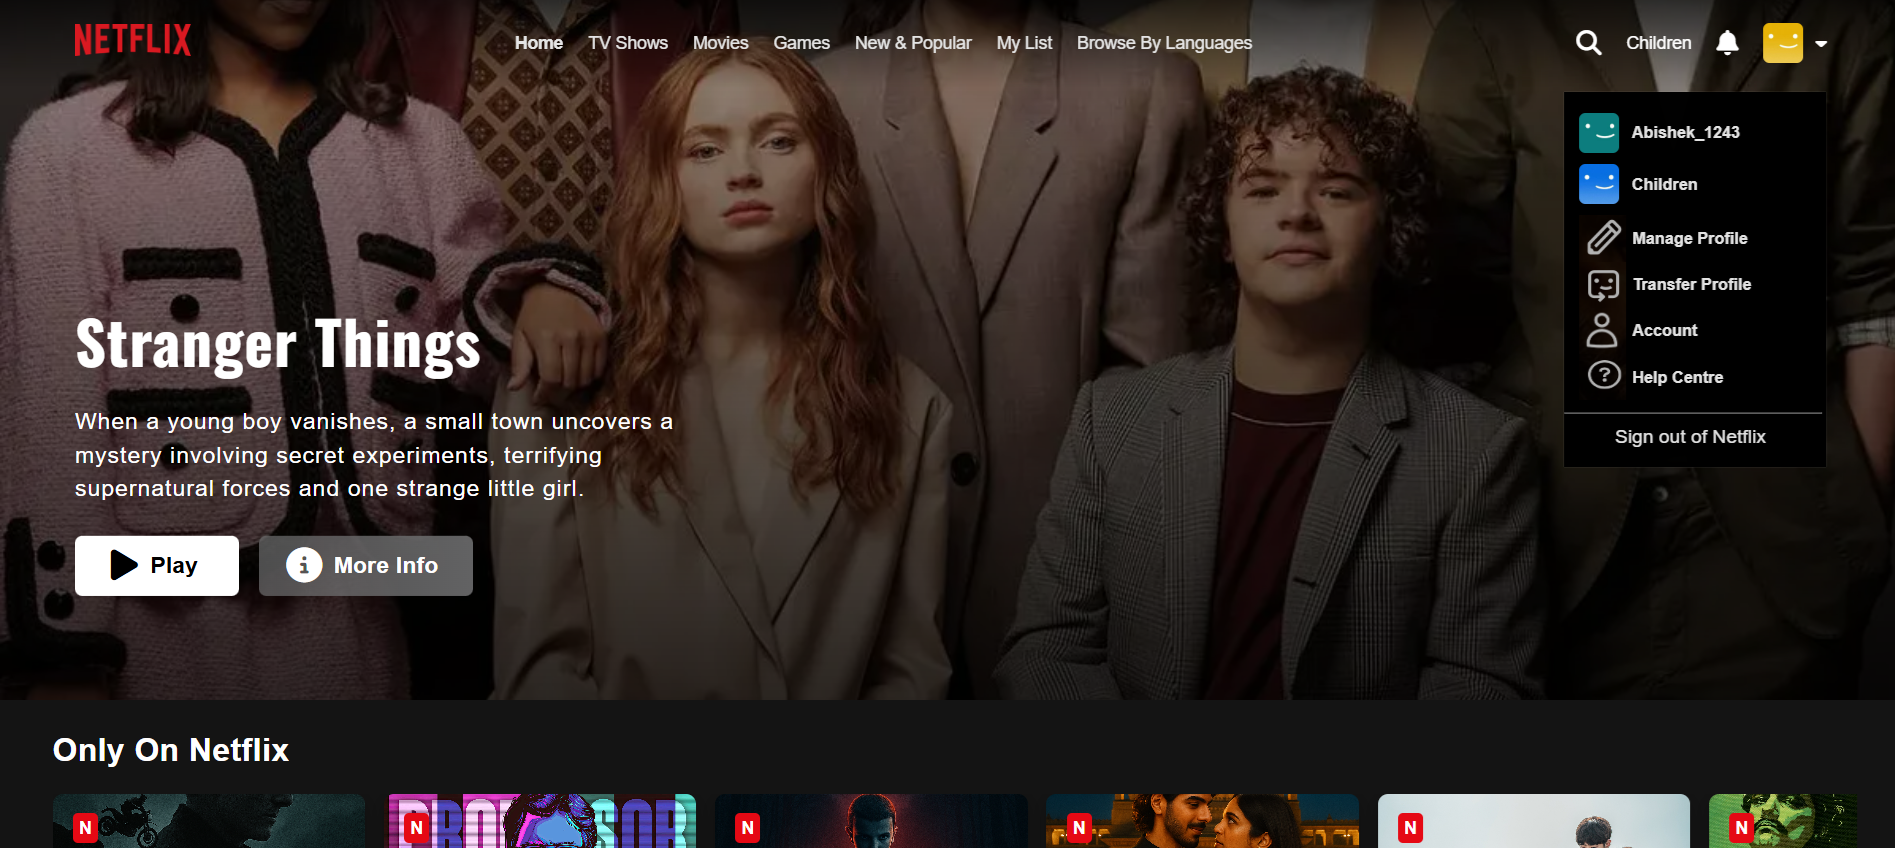 NETFLIX
Home TV Shows Movies Games New & Popular My List Browse By Languages
Children
Abishek_1243
Children
Manage Profile
Transfer Profile
Account
Help Centre
Sign out of Netflix
Stranger Things
When a young boy vanishes, a small town uncovers a
mystery involving secret experiments, terrifying
supernatural forces and one strange little girl.
Play
More Info
Only On Netflix
N
N
N
N
N
N